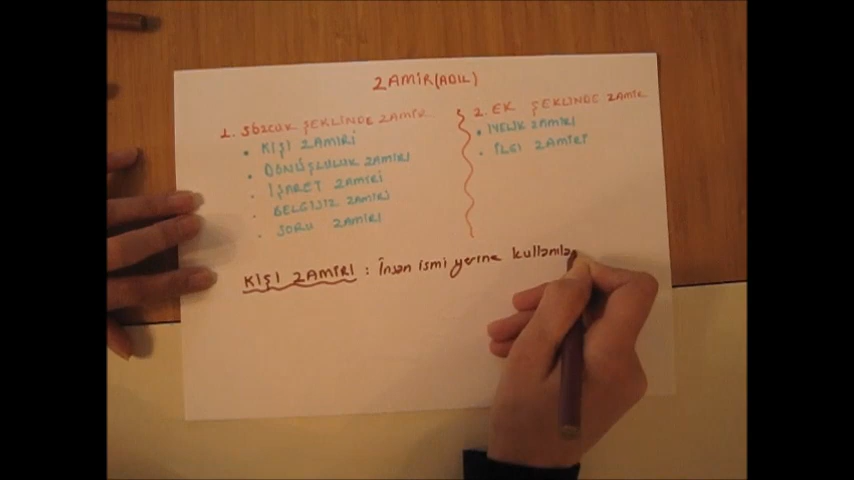 ZAMİR(ADIL)
1. SÖZCÜK ŞEKLİNDE ZAMİR
• KİŞİ ZAMİRİ
• DÖNÜŞLÜLÜK ZAMİRİ
• İŞARET ZAMİRİ
• BELGİSİZ ZAMİRİ
• SORU ZAMİRİ
2. EK ŞEKLİNDE ZAMİR
• İYELİK ZAMİRİ
• İLGİ ZAMİRİ
KİŞİ ZAMİRİ : İnsan ismi yerine kullanıla